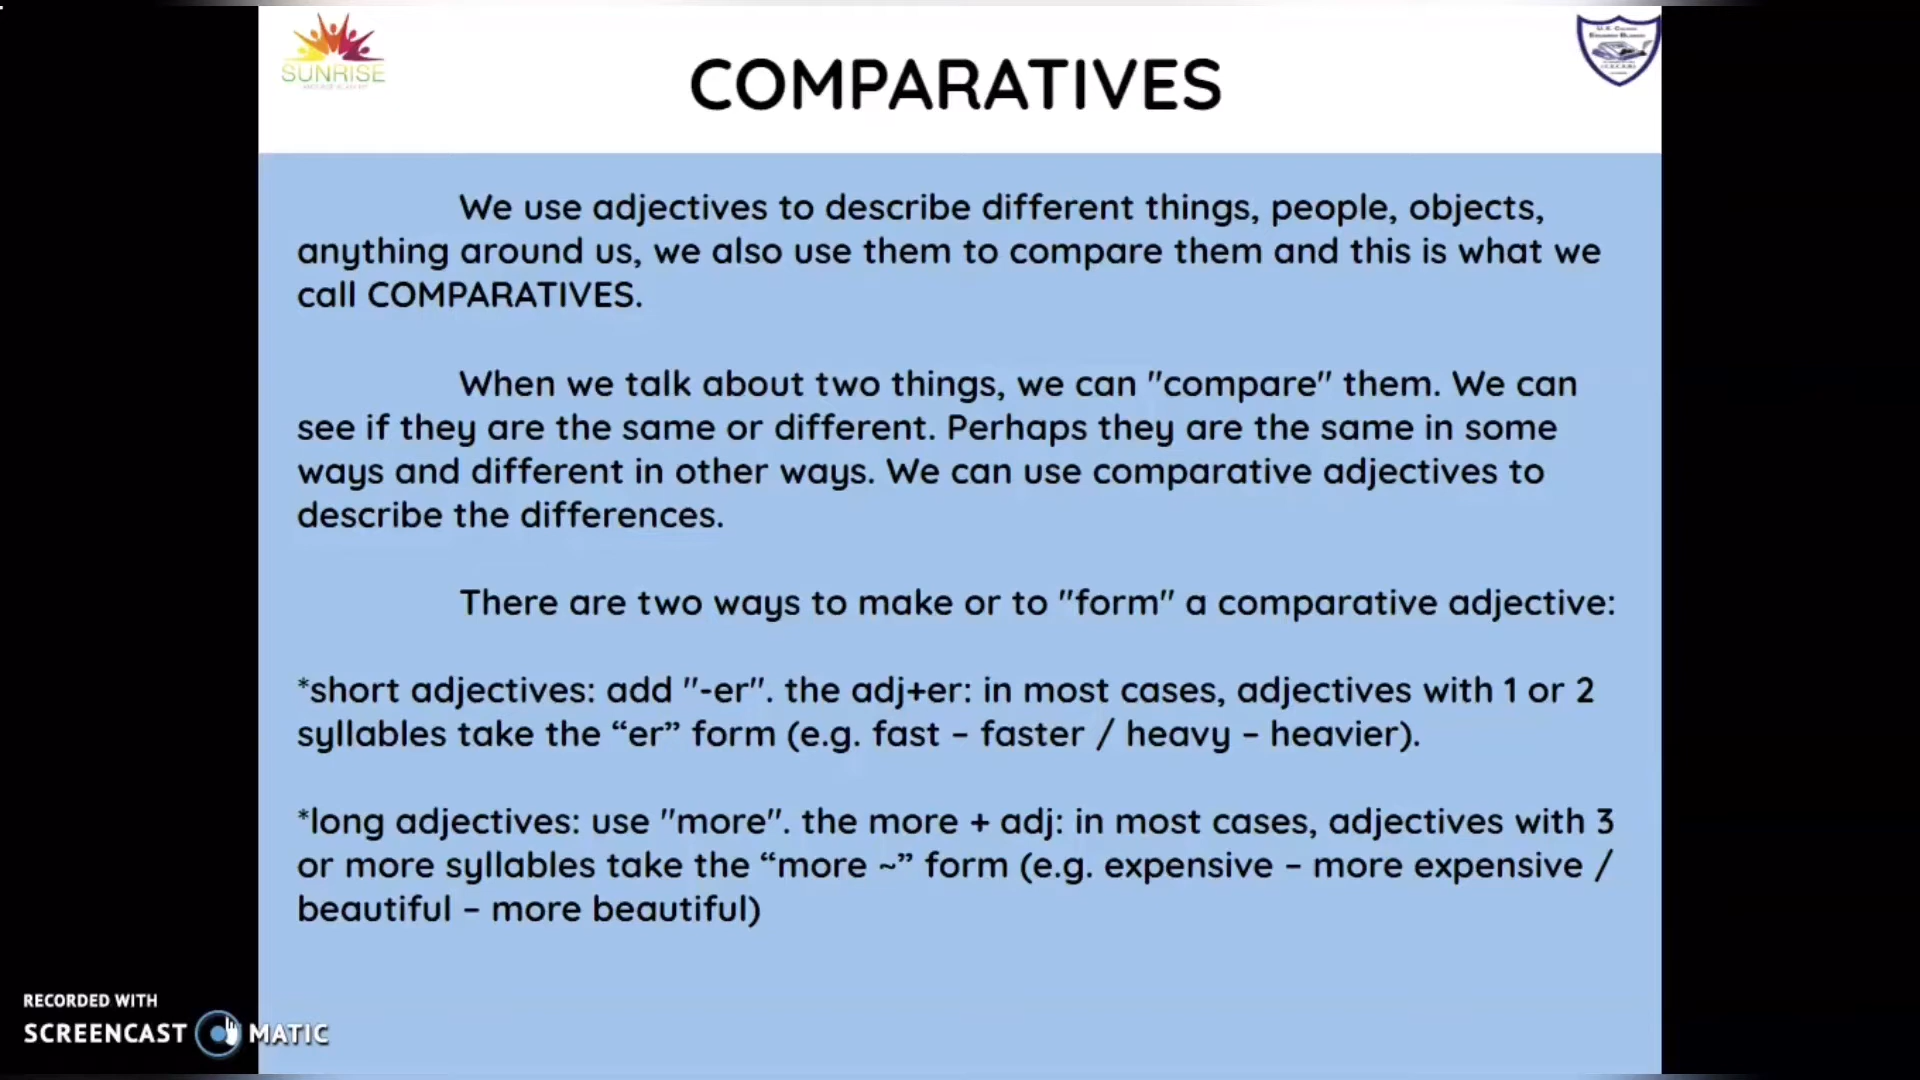 SUNRISE
COMPARATIVES
We use adjectives to describe different things, people, objects,
anything around us, we also use them to compare them and this is what we
call COMPARATIVES.
When we talk about two things, we can "compare" them. We can
see if they are the same or different. Perhaps they are the same in some
ways and different in other ways. We can use comparative adjectives to
describe the differences.
There are two ways to make or to "form" a comparative adjective:
*short adjectives: add "-er". the adj+er: in most cases, adjectives with 1 or 2
syllables take the “er” form (e.g. fast – faster / heavy – heavier).
*long adjectives: use "more". the more + adj: in most cases, adjectives with 3
or more syllables take the “more ~” form (e.g. expensive – more expensive /
beautiful – more beautiful)
RECORDED WITH
SCREENCAST MATIC